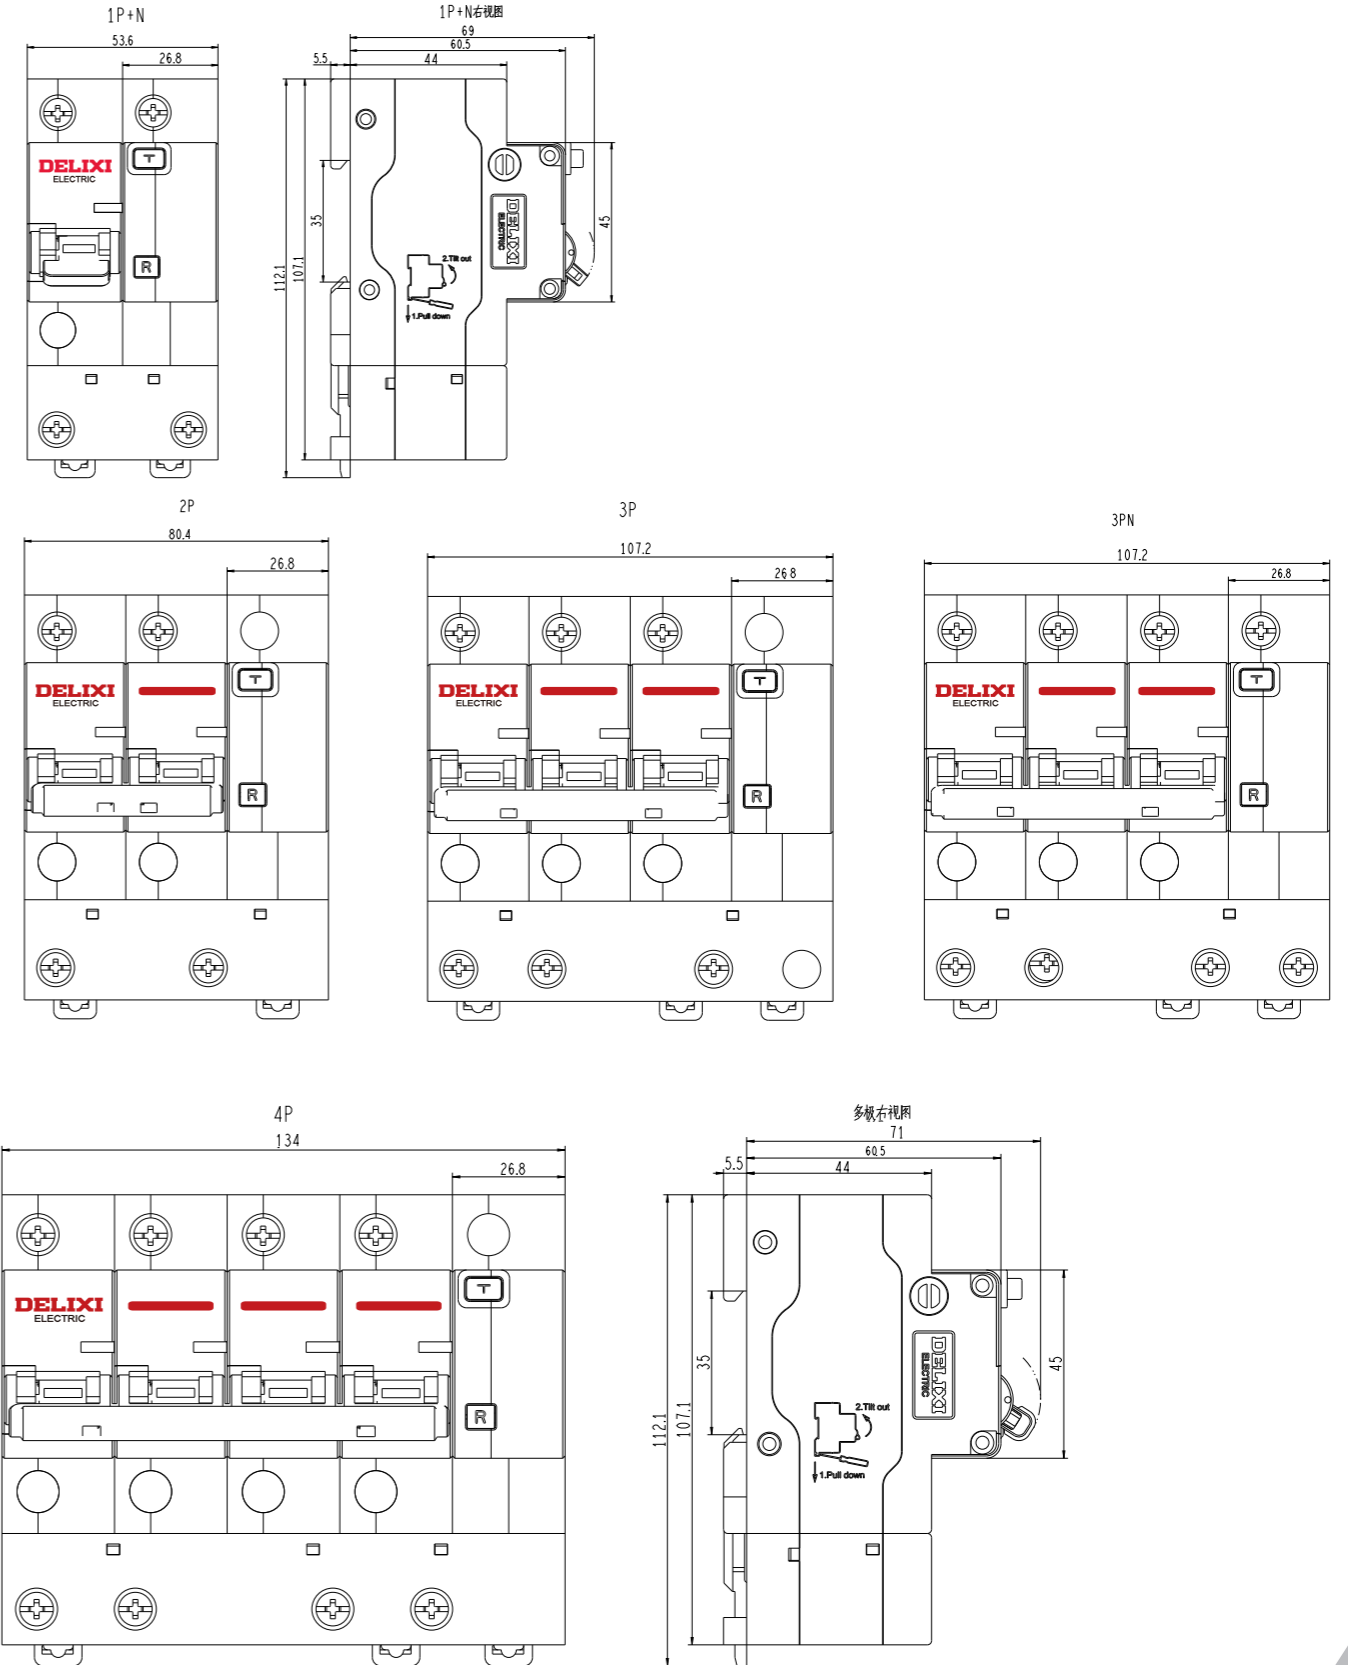 1P+N
53.6
26.8
DELIXI
ELECTRIC
T
R
1P+N右视图
69
60.5
5.5
44
35
112.1
107.1
45
DELIXI
ELECTRIC
2.Tilt out
1.Pull down
2P
80.4
26.8
DELIXI
ELECTRIC
T
R
3P
107.2
26.8
DELIXI
ELECTRIC
T
R
3PN
107.2
26.8
DELIXI
ELECTRIC
T
R
4P
134
26.8
DELIXI
ELECTRIC
T
R
多极右视图
71
60.5
5.5
44
35
112.1
107.1
45
DELIXI
ELECTRIC
2.Tilt out
1.Pull down